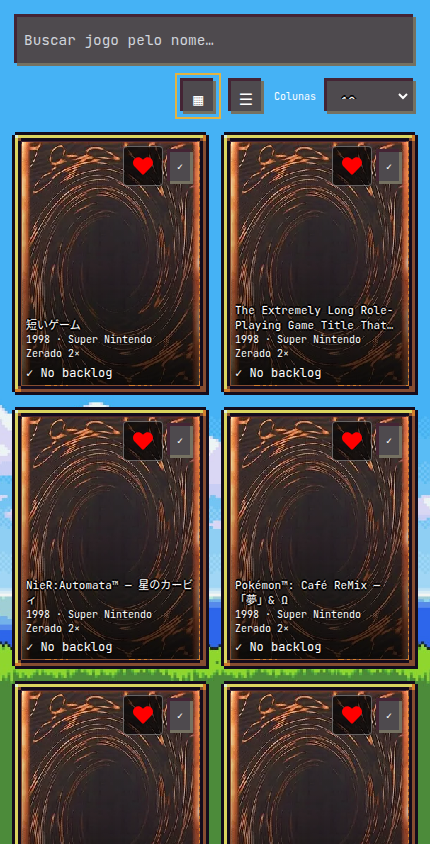 Buscar jogo pelo nome…
Colunas
短いゲーム
1998 · Super Nintendo
Zerado 2×
✓ No backlog
The Extremely Long Role-
Playing Game Title That…
1998 · Super Nintendo
Zerado 2×
✓ No backlog
NieR:Automata™ — 星のカービ
ィ
1998 · Super Nintendo
Zerado 2×
✓ No backlog
Pokémon™: Café ReMix —
「夢」& Ω
1998 · Super Nintendo
Zerado 2×
✓ No backlog